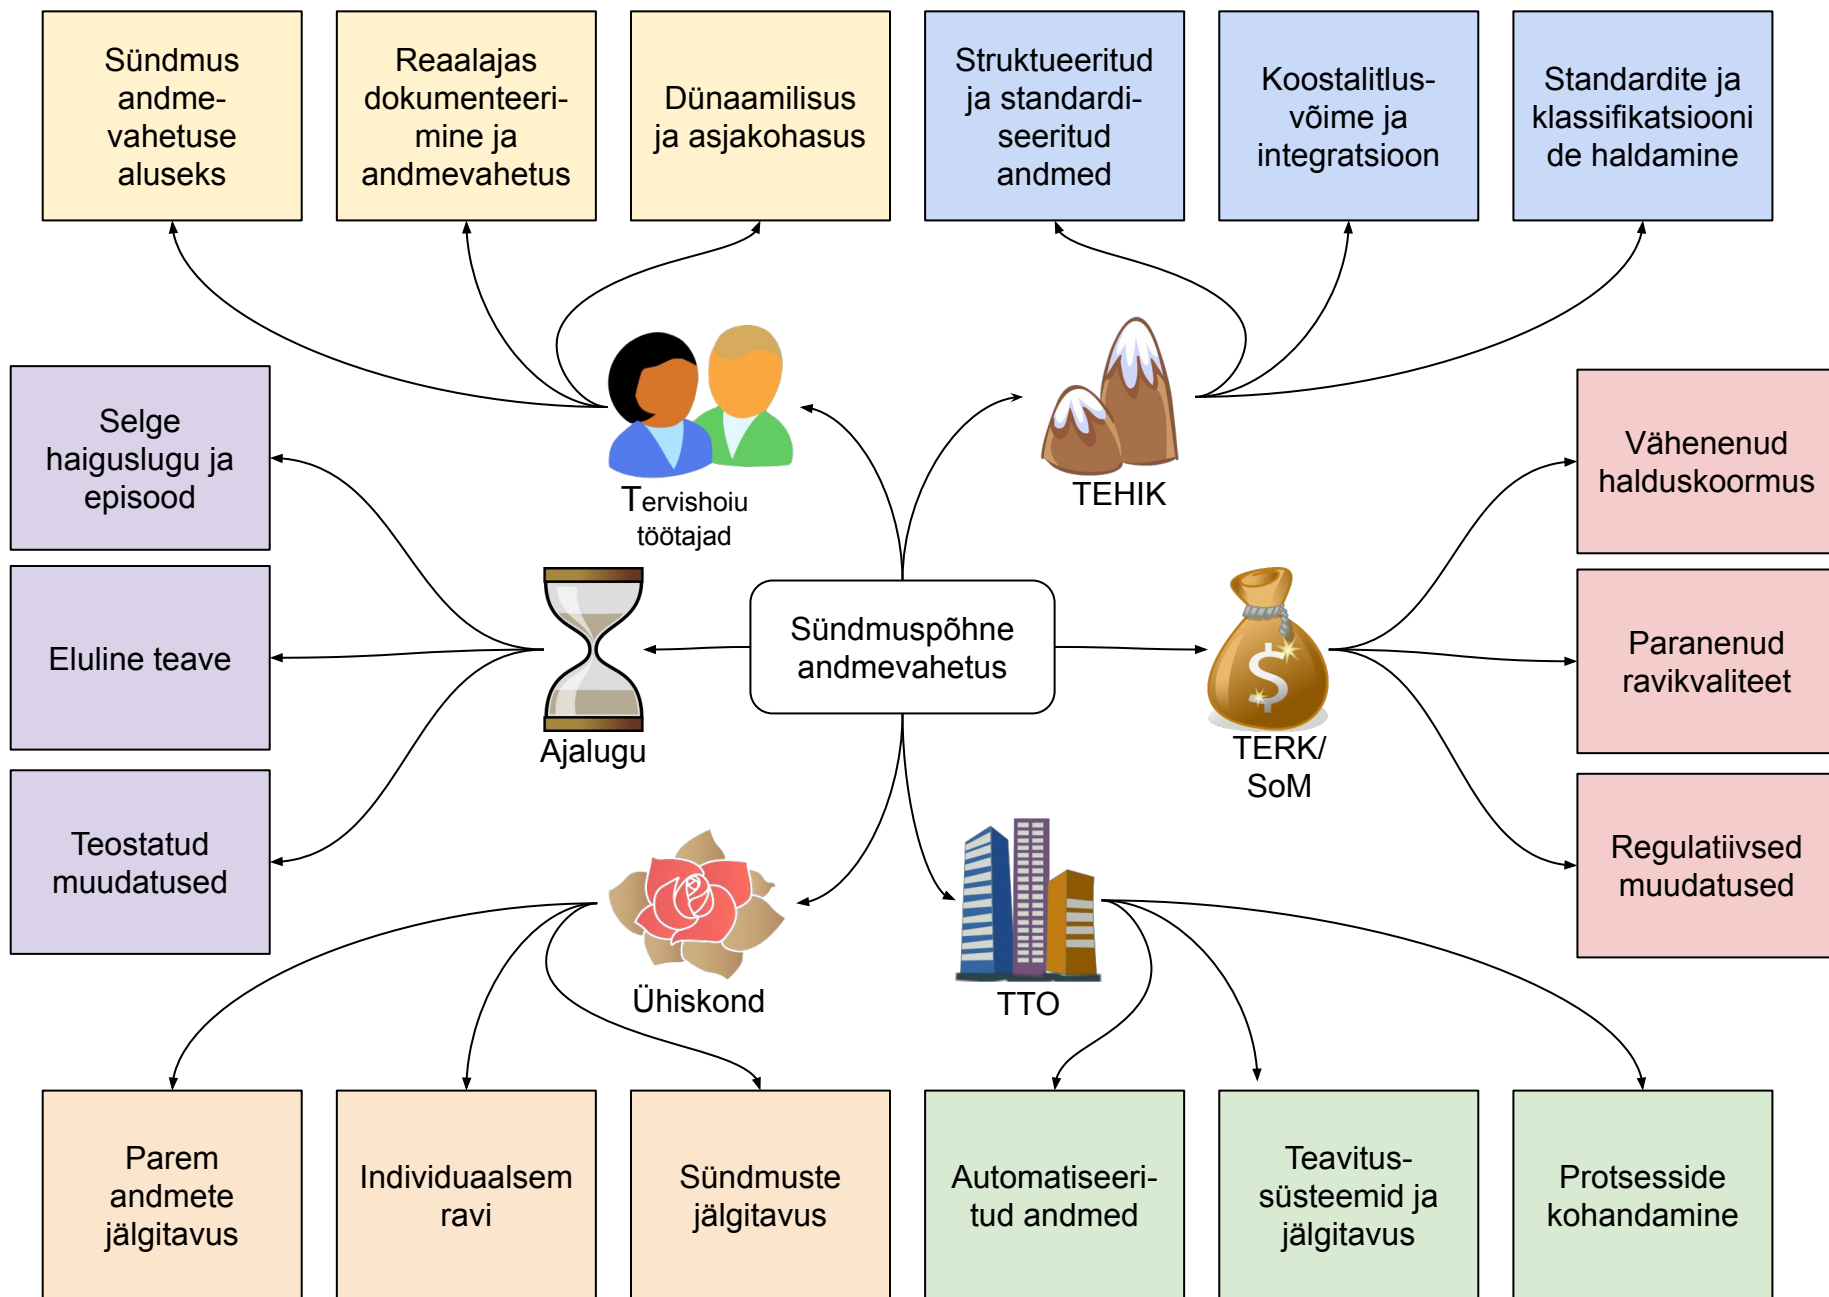 Sündmus
andme-
vahetuse
aluseks
Reaalajas
dokumenteeri-
mine ja
andmevahetus
Dünaamilisus
ja asjakohasus
Struktueeritud
ja standardi-
seeritud
andmed
Koostalitlus-
võime ja
integratsioon
Standardite ja
klassifikatsiooni
de haldamine
Selge
haiguslugu ja
episood
Tervishoiu
töötajad
TEHIK
Vähenenud
halduskoormus
Eluline teave
Ajalugu
Sündmuspõhne
andmevahetus
TERK/
SoM
Paranenud
ravikvaliteet
Teostatud
muudatused
Ühiskond
TTO
Regulatiivsed
muudatused
Parem
andmete
jälgitavus
Individuaalsem
ravi
Sündmuste
jälgitavus
Automatiseeri-
tud andmed
Teavitus-
süsteemid ja
jälgitavus
Protsesside
kohandamine